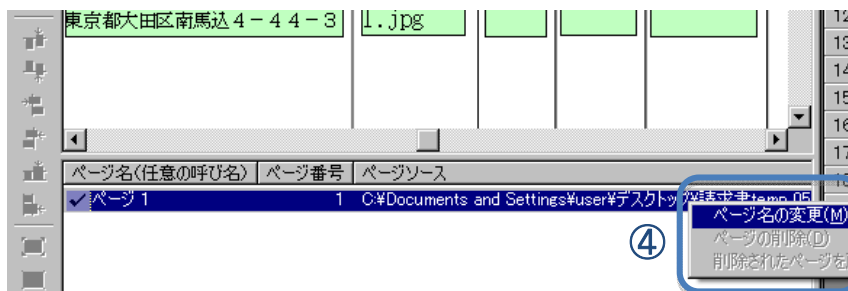 東京都大田区南馬込４－４４－３ 1.jpg
12
13
14
15
16
17
18
ページ名(任意の呼び名) ページ番号 ページソース
ページ 1 1 C:¥Documents and Settings¥user¥デスクトップ¥請求書temp 05
ページ名の変更(M)
④ ページの削除(D)
削除されたページを